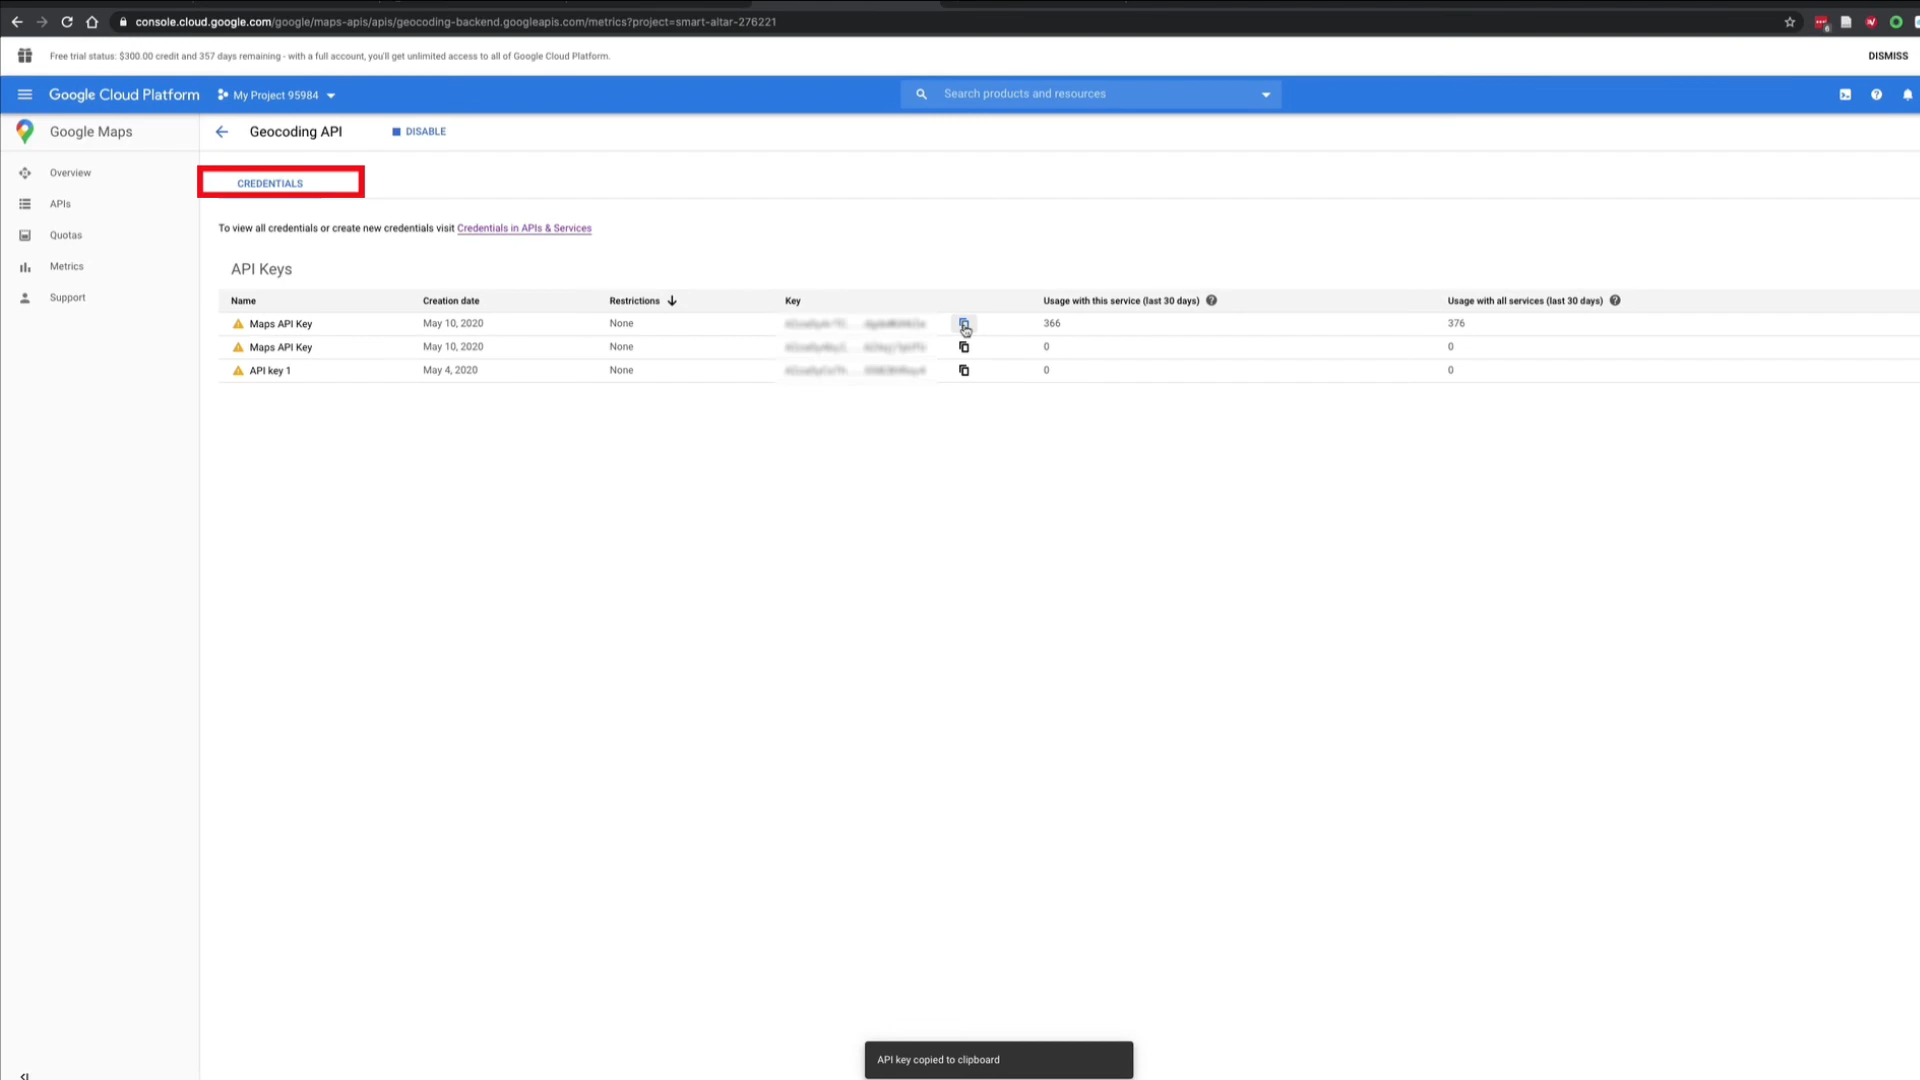 console.cloud.google.com/google/maps-apis/apis/geocoding-backend.googleapis.com/metrics?project=smart-altar-276221
Free trial status: $300.00 credit and 357 days remaining - with a full account, you'll get unlimited access to all of Google Cloud Platform.
DISMISS
Google Cloud Platform
My Project 95984
Search products and resources
Google Maps
Geocoding API
DISABLE
Overview
APIs
Quotas
Metrics
Support
CREDENTIALS
To view all credentials or create new credentials visit Credentials in APIs & Services
API Keys
Name Creation date Restrictions Key Usage with this service (last 30 days) Usage with all services (last 30 days)
Maps API Key May 10, 2020 None 366 376
Maps API Key May 10, 2020 None 0 0
API key 1 May 4, 2020 None 0 0
API key copied to clipboard